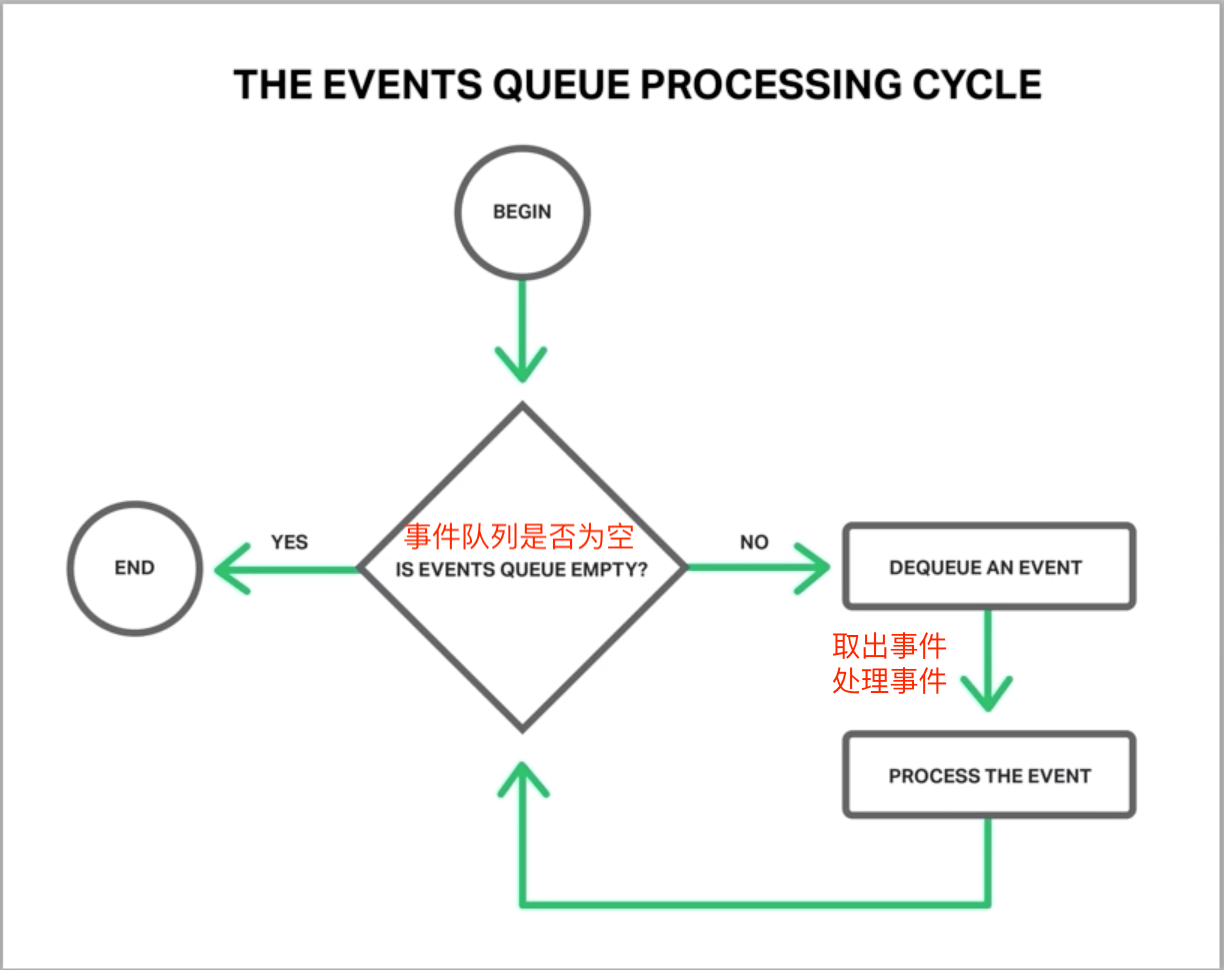 THE EVENTS QUEUE PROCESSING CYCLE
BEGIN
事件队列是否为空
IS EVENTS QUEUE EMPTY?
YES
END
NO
DEQUEUE AN EVENT
取出事件
处理事件
PROCESS THE EVENT